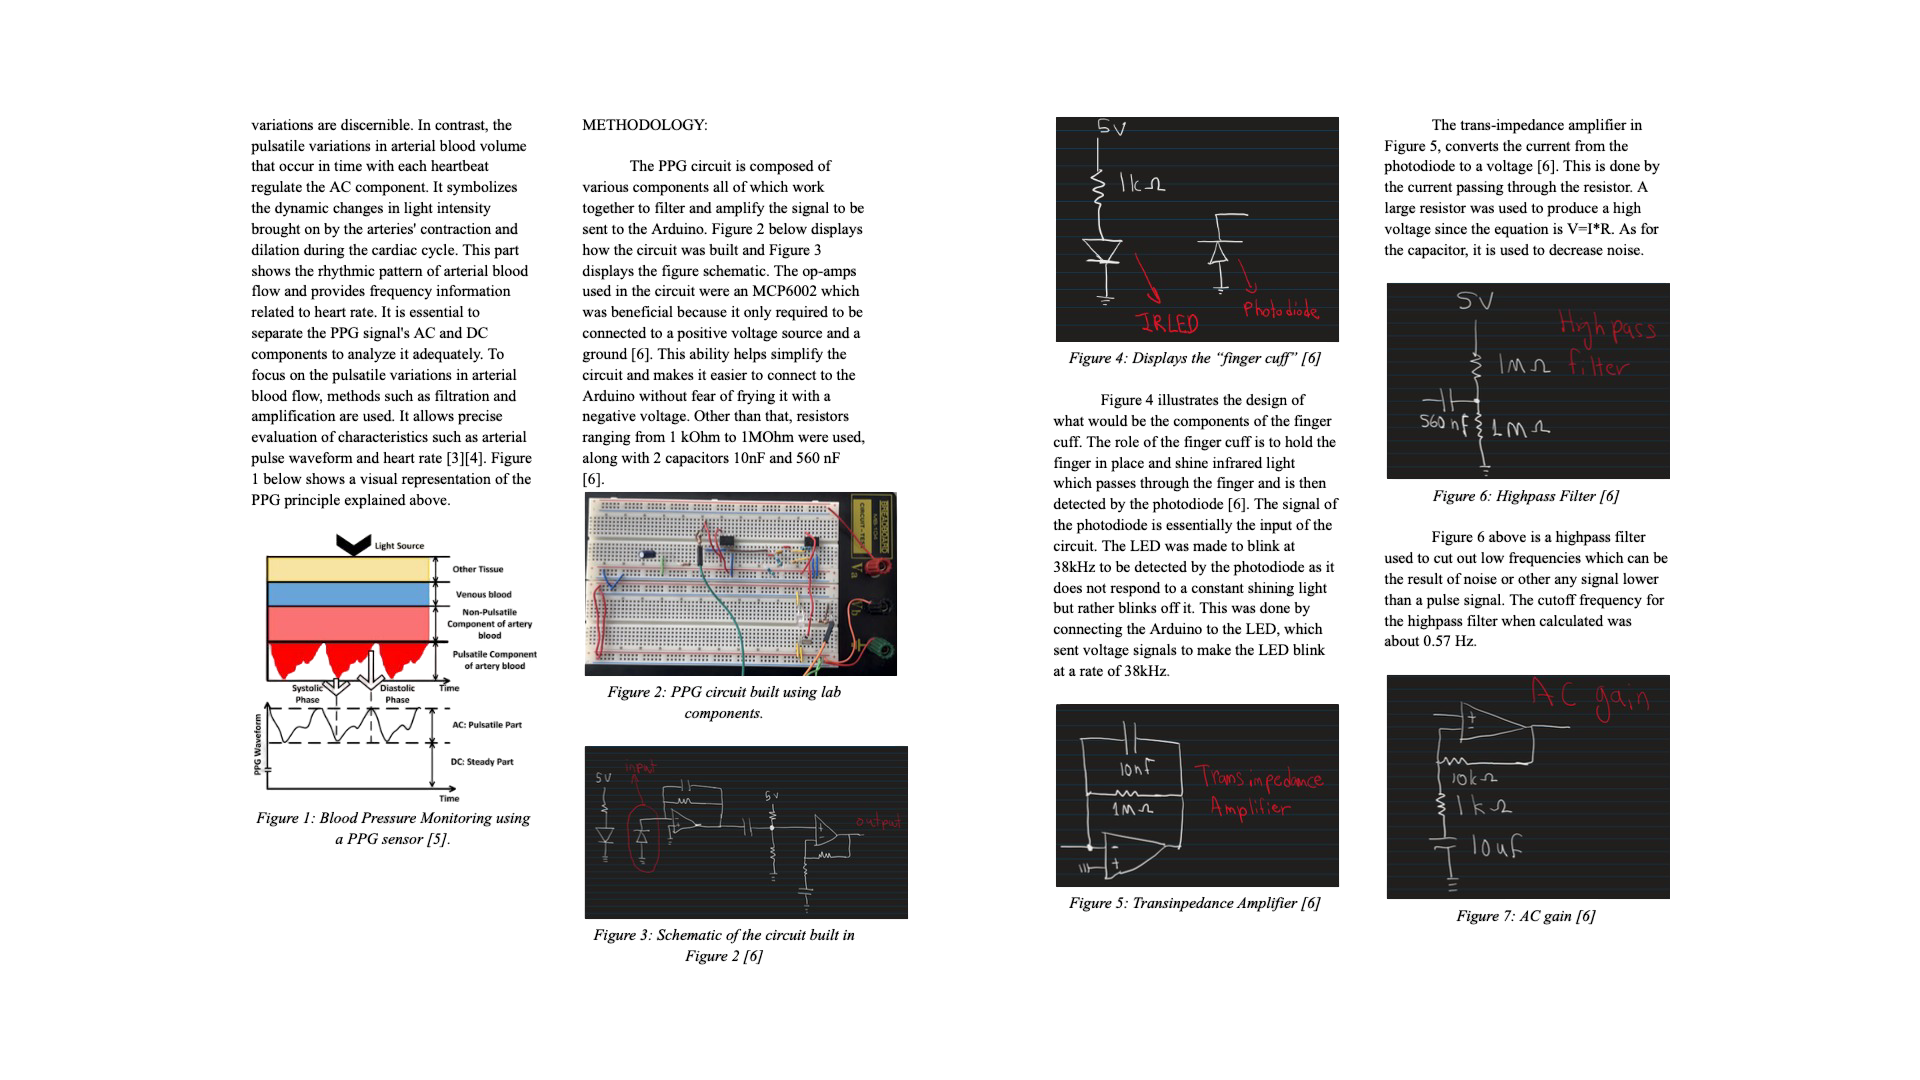 variations are discernible. In contrast, the
pulsatile variations in arterial blood volume
that occur in time with each heartbeat
regulate the AC component. It symbolizes
the dynamic changes in light intensity
brought on by the arteries' contraction and
dilation during the cardiac cycle. This part
shows the rhythmic pattern of arterial blood
flow and provides frequency information
related to heart rate. It is essential to
separate the PPG signal's AC and DC
components to analyze it adequately. To
focus on the pulsatile variations in arterial
blood flow, methods such as filtration and
amplification are used. It allows precise
evaluation of characteristics such as arterial
pulse waveform and heart rate [3][4]. Figure
1 below shows a visual representation of the
PPG principle explained above.
Light Source
Other Tissue
Venous blood
Non-Pulsatile
Component of artery
blood
Pulsatile Component
of artery blood
Systolic
Phase
Diastolic
Phase
Time
PPG Waveform
AC: Pulsatile Part
DC: Steady Part
Time
Figure 1: Blood Pressure Monitoring using
a PPG sensor [5].
METHODOLOGY:
The PPG circuit is composed of
various components all of which work
together to filter and amplify the signal to be
sent to the Arduino. Figure 2 below displays
how the circuit was built and Figure 3
displays the figure schematic. The op-amps
used in the circuit were an MCP6002 which
was beneficial because it only required to be
connected to a positive voltage source and a
ground [6]. This ability helps simplify the
circuit and makes it easier to connect to the
Arduino without fear of frying it with a
negative voltage. Other than that, resistors
ranging from 1 kOhm to 1MOhm were used,
along with 2 capacitors 10nF and 560 nF
[6].
BREADBOARD
CIRCUIT-TEST
Va
Vb
Figure 2: PPG circuit built using lab
components.
5V
input
5v
output
Figure 3: Schematic of the circuit built in
Figure 2 [6]
5V
1kΩ
IRLED
Photodiode
Figure 4: Displays the “finger cuff” [6]
Figure 4 illustrates the design of
what would be the components of the finger
cuff. The role of the finger cuff is to hold the
finger in place and shine infrared light
which passes through the finger and is then
detected by the photodiode [6]. The signal of
the photodiode is essentially the input of the
circuit. The LED was made to blink at
38kHz to be detected by the photodiode as it
does not respond to a constant shining light
but rather blinks off it. This was done by
connecting the Arduino to the LED, which
sent voltage signals to make the LED blink
at a rate of 38kHz.
10nF
1MΩ
Transimpedance
Amplifier
Figure 5: Transinpedance Amplifier [6]
The trans-impedance amplifier in
Figure 5, converts the current from the
photodiode to a voltage [6]. This is done by
the current passing through the resistor. A
large resistor was used to produce a high
voltage since the equation is V=I*R. As for
the capacitor, it is used to decrease noise.
5V
High pass
filter
1MΩ
560nF
1MΩ
Figure 6: Highpass Filter [6]
Figure 6 above is a highpass filter
used to cut out low frequencies which can be
the result of noise or other any signal lower
than a pulse signal. The cutoff frequency for
the highpass filter when calculated was
about 0.57 Hz.
AC gain
10kΩ
1kΩ
10uF
Figure 7: AC gain [6]